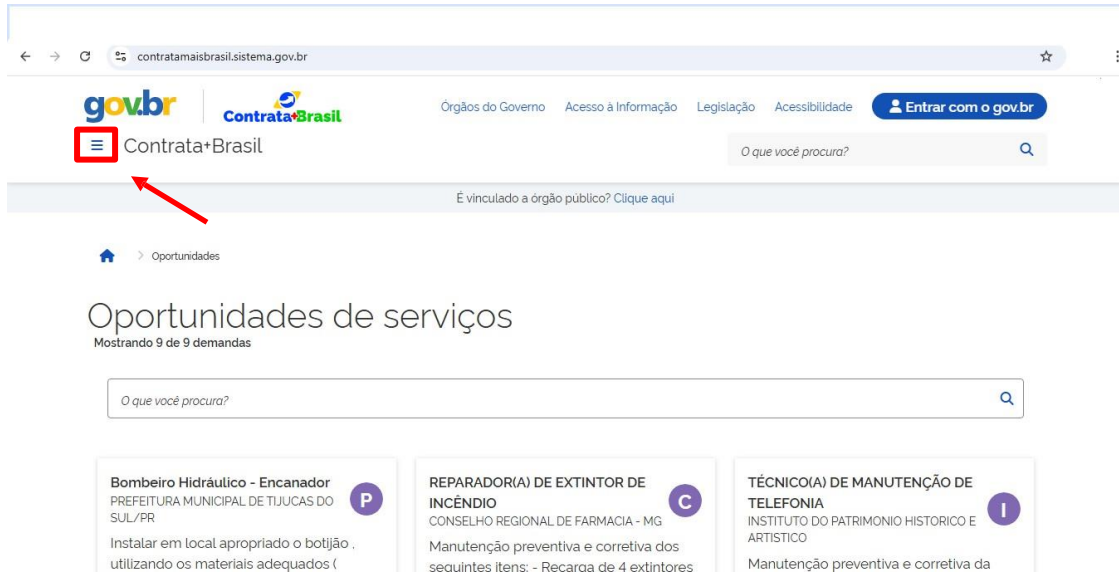 contratamaisbrasil.sistema.gov.br
gov.br
Contrata+Brasil
Órgãos do Governo Acesso à Informação Legislação Acessibilidade Entrar com o gov.br
Contrata+Brasil
O que você procura?
É vinculado a órgão público? Clique aqui
> Oportunidades
Oportunidades de serviços
Mostrando 9 de 9 demandas
O que você procura?
Bombeiro Hidráulico - Encanador
PREFEITURA MUNICIPAL DE TIJUCAS DO
SUL/PR
P
Instalar em local apropriado o botijão ,
utilizando os materiais adequados (
REPARADOR(A) DE EXTINTOR DE
INCÊNDIO
CONSELHO REGIONAL DE FARMACIA - MG
C
Manutenção preventiva e corretiva dos
seguintes itens: - Recarga de 4 extintores
TÉCNICO(A) DE MANUTENÇÃO DE
TELEFONIA
INSTITUTO DO PATRIMONIO HISTORICO E
ARTISTICO
I
Manutenção preventiva e corretiva da